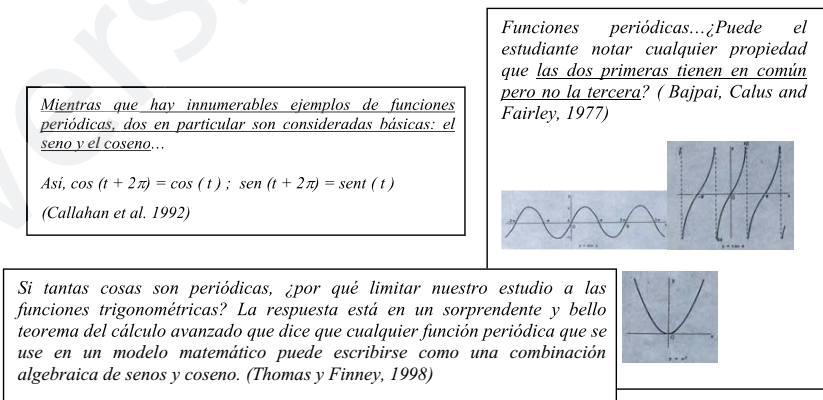 Funciones periódicas...¿Puede el
estudiante notar cualquier propiedad
que las dos primeras tienen en común
pero no la tercera? ( Bajpai, Calus and
Fairley, 1977)
Mientras que hay innumerables ejemplos de funciones
periódicas, dos en particular son consideradas básicas: el
seno y el coseno…
Así, cos (t + 2π) = cos ( t ) ; sen (t + 2π) = sent ( t )
(Callahan et al. 1992)
Si tantas cosas son periódicas, ¿por qué limitar nuestro estudio a las
funciones trigonométricas? La respuesta está en un sorprendente y bello
teorema del cálculo avanzado que dice que cualquier función periódica que se
use en un modelo matemático puede escribirse como una combinación
algebraica de senos y coseno. (Thomas y Finney, 1998)